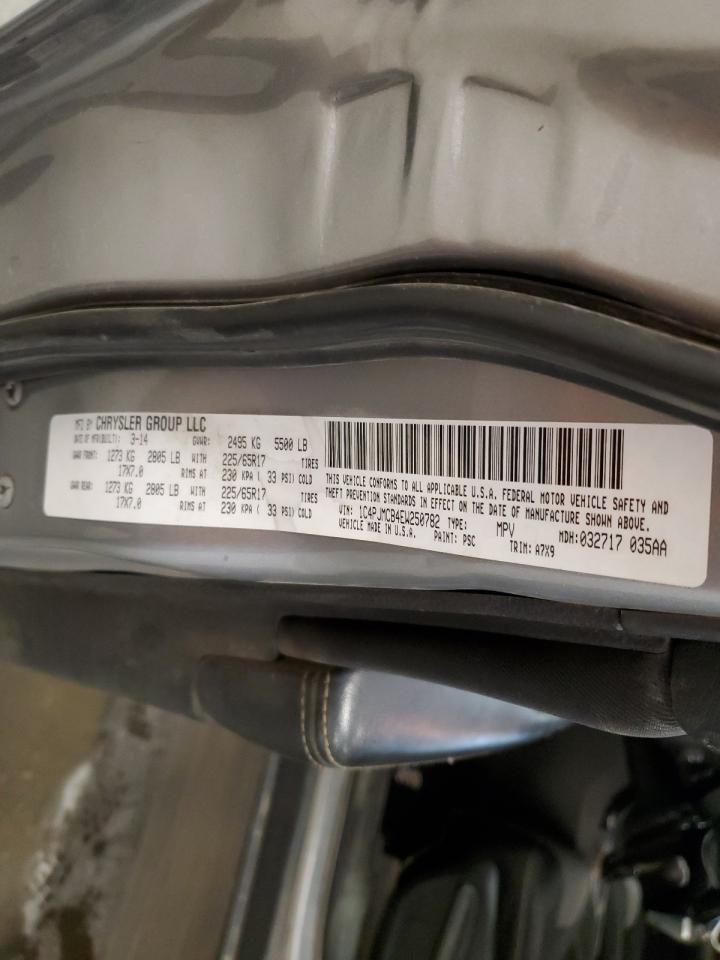 MFD BY CHRYSLER GROUP LLC
DATE OF MFR(BUILT): 3-14 GVWR: 2495 KG 5500 LB
GAWR FRONT: 1273 KG 2805 LB WITH 225/65R17 TIRES
17X7.0 RIMS AT 230 KPA ( 33 PSI) COLD
GAWR REAR: 1273 KG 2805 LB WITH 225/65R17 TIRES
17X7.0 RIMS AT 230 KPA ( 33 PSI) COLD
THIS VEHICLE CONFORMS TO ALL APPLICABLE U.S.A. FEDERAL MOTOR VEHICLE SAFETY AND
THEFT PREVENTION STANDARDS IN EFFECT ON THE DATE OF MANUFACTURE SHOWN ABOVE.
VIN: 1C4PJMCB4EW250782 TYPE: MPV MDH: 032717 035AA
MADE IN U.S.A. PAINT: PSC TRIM: A7X9